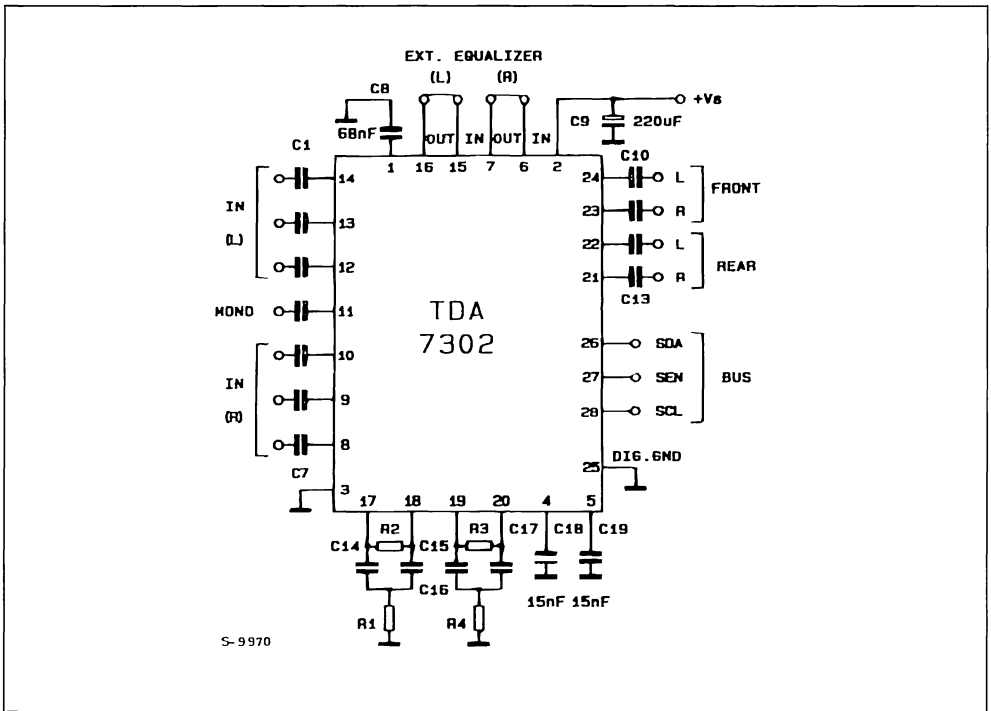 EXT. EQUALIZER
(L) (R)
C8
68nF
OUT IN OUT IN
C9 220uF
+Vs
C1
1 16 15 7 6 2
C10
14
13
12
11
10
9
8
3
IN
(L)
MONO
IN
(R)
C7
TDA
7302
24 L
23 R
FRONT
22 L
21 R
REAR
C13
26 SDA
27 SEN
28 SCL
BUS
25 DIG.GND
17 18 19 20 4 5
C14 R2 C15 R3 C17 C18 C19
C16
15nF 15nF
R1 R4
S-9970